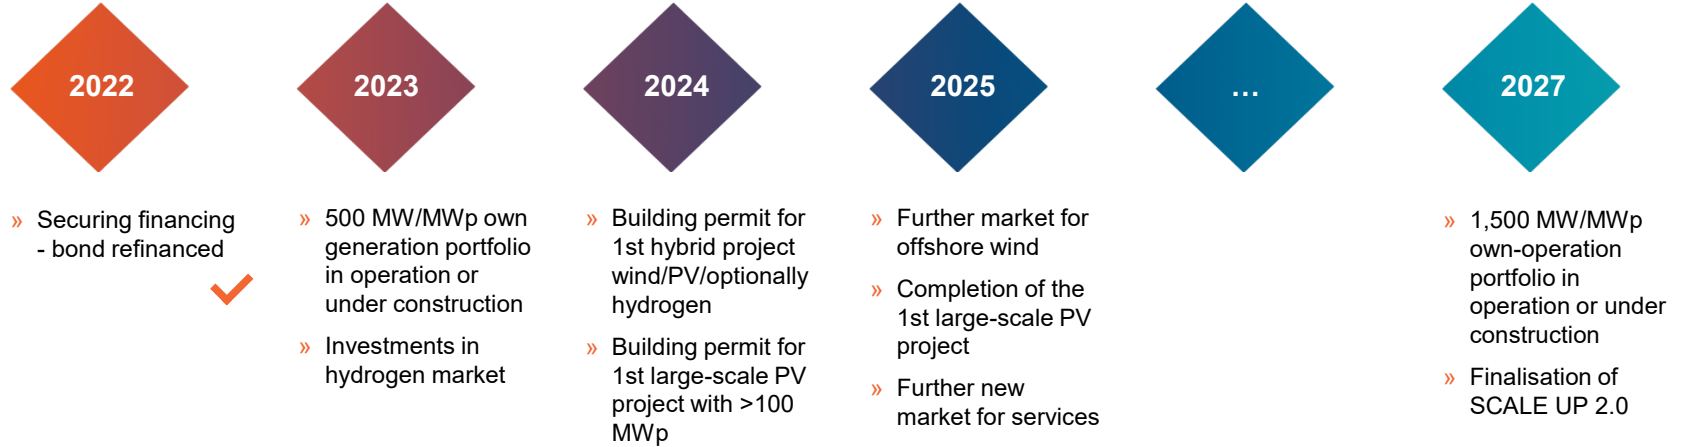 2022
2023
2024
2025
...
2027
» Securing financing
- bond refinanced
» 500 MW/MWp own
generation portfolio
in operation or
under construction
» Investments in
hydrogen market
» Building permit for
1st hybrid project
wind/PV/optionally
hydrogen
» Building permit for
1st large-scale PV
project with >100
MWp
» Further market for
offshore wind
» Completion of the
1st large-scale PV
project
» Further new
market for services
» 1,500 MW/MWp
own-operation
portfolio in
operation or under
construction
» Finalisation of
SCALE UP 2.0